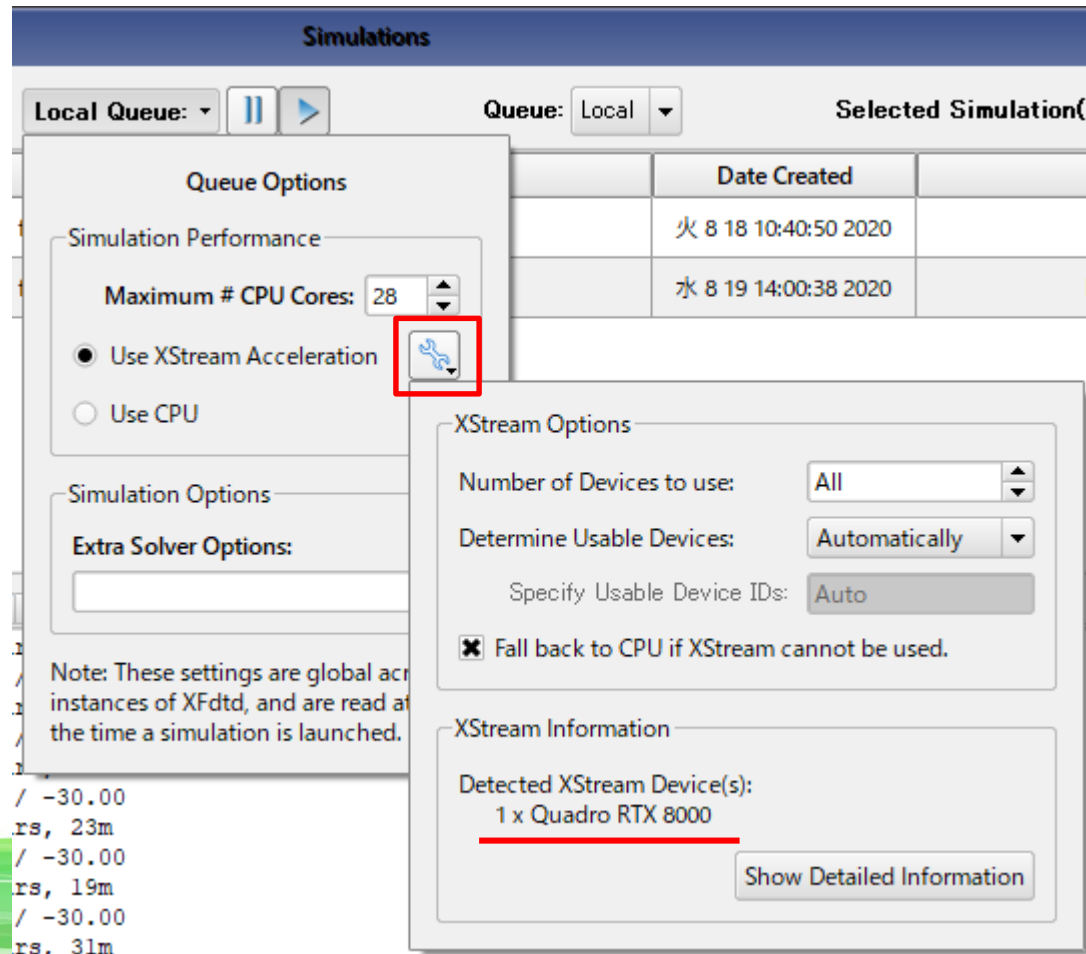 Simulations
Local Queue:
Queue: Local
Selected Simulation(
Queue Options
Date Created
Simulation Performance
火 8 18 10:40:50 2020
Maximum # CPU Cores: 28
水 8 19 14:00:38 2020
Use XStream Acceleration
Use CPU
Simulation Options
Extra Solver Options:
Note: These settings are global acr
instances of XFdtd, and are read at
the time a simulation is launched.
XStream Options
Number of Devices to use: All
Determine Usable Devices: Automatically
Specify Usable Device IDs: Auto
Fall back to CPU if XStream cannot be used.
XStream Information
Detected XStream Device(s):
1 x Quadro RTX 8000
Show Detailed Information
/ -30.00
rs, 23m
/ -30.00
rs, 19m
/ -30.00
rs, 31m